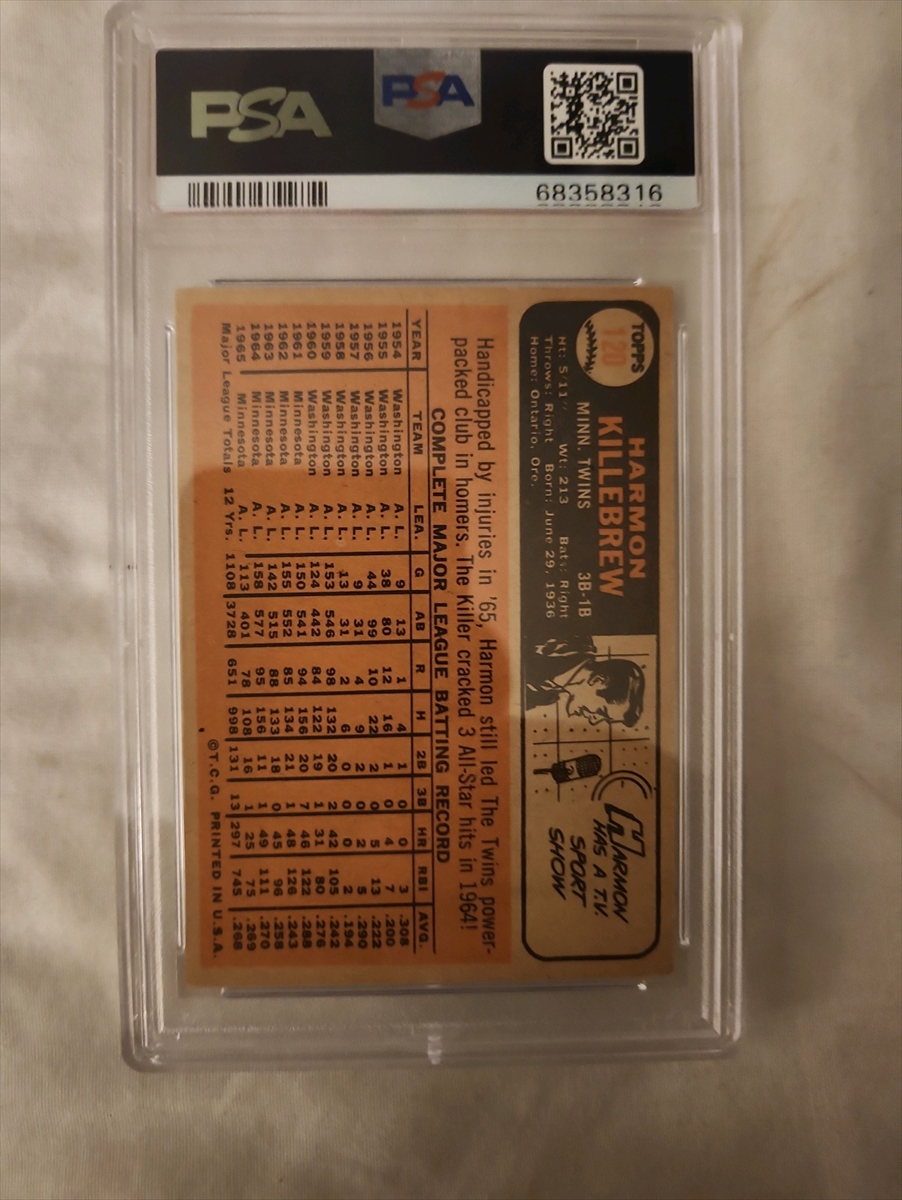 PSA
PSA
68358316
TOPPS
120
HARMON
KILLEBREW
MINN. TWINS 3B-1B
Ht: 5'11" Wt: 213 Bats: Right
Throws: Right Born: June 29, 1936
Home: Ontario, Ore.
HARMON
HAS A T.V.
SPORT
SHOW
Handicapped by injuries in '65, Harmon still led The Twins power-
packed club in homers. The Killer cracked 3 All-Star hits in 1964!
COMPLETE MAJOR LEAGUE BATTING RECORD
YEAR TEAM LEA. G AB R H 2B 3B HR RBI AVG.
1954 Washington A. L. 9 13 1 4 1 0 0 3 .308
1955 Washington A. L. 38 80 12 16 1 0 4 7 .200
1956 Washington A. L. 44 99 10 22 2 0 5 13 .222
1957 Washington A. L. 9 31 4 9 2 0 2 5 .290
1958 Washington A. L. 13 31 2 6 0 0 0 2 .194
1959 Washington A. L. 153 546 98 132 20 2 42 105 .242
1960 Washington A. L. 124 442 84 122 19 1 31 80 .276
1961 Minnesota A. L. 150 541 94 156 20 7 46 122 .288
1962 Minnesota A. L. 155 552 85 134 21 1 48 126 .243
1963 Minnesota A. L. 142 515 88 133 18 0 45 96 .258
1964 Minnesota A. L. 158 577 95 156 11 1 49 111 .270
1965 Minnesota A. L. 113 401 78 108 16 1 25 75 .269
Major League Totals 12 Yrs. 1108 3728 651 998 131 13 297 745 .268
©T.C.G. PRINTED IN U.S.A.